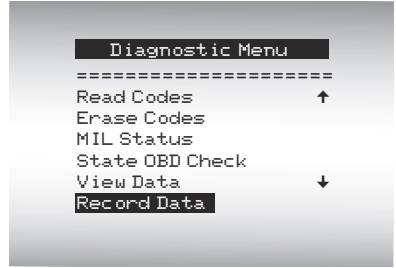 Diagnostic Menu
=====================
Read Codes ↑
Erase Codes
MIL Status
State OBD Check
View Data ↓
Record Data